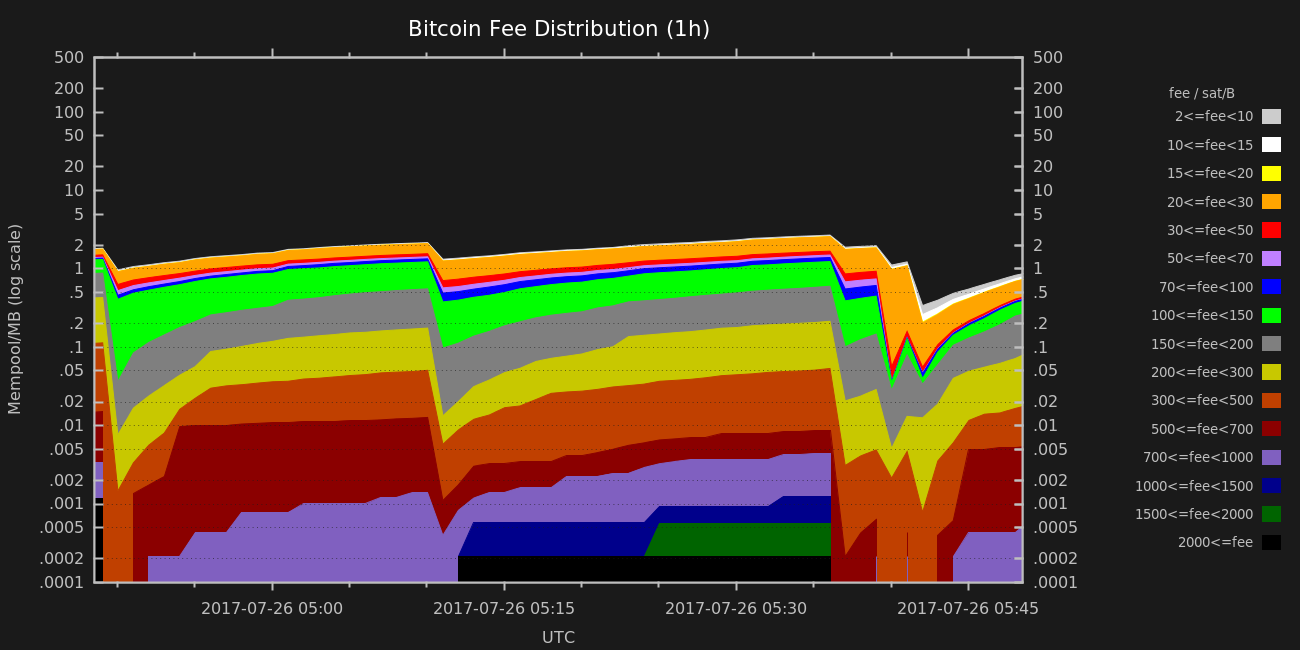 Bitcoin Fee Distribution (1h)
Mempool/MB (log scale)
500
200
100
50
20
10
5
2
1
.5
.2
.1
.05
.02
.01
.005
.002
.001
.0005
.0002
.0001
500
200
100
50
20
10
5
2
1
.5
.2
.1
.05
.02
.01
.005
.002
.001
.0005
.0002
.0001
2017-07-26 05:00
2017-07-26 05:15
2017-07-26 05:30
2017-07-26 05:45
UTC
fee / sat/B
2<=fee<10
10<=fee<15
15<=fee<20
20<=fee<30
30<=fee<50
50<=fee<70
70<=fee<100
100<=fee<150
150<=fee<200
200<=fee<300
300<=fee<500
500<=fee<700
700<=fee<1000
1000<=fee<1500
1500<=fee<2000
2000<=fee